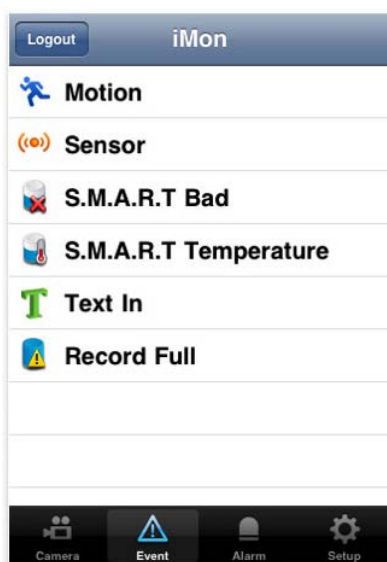 Logout
iMon
Motion
Sensor
S.M.A.R.T Bad
S.M.A.R.T Temperature
Text In
Record Full
Camera
Event
Alarm
Setup